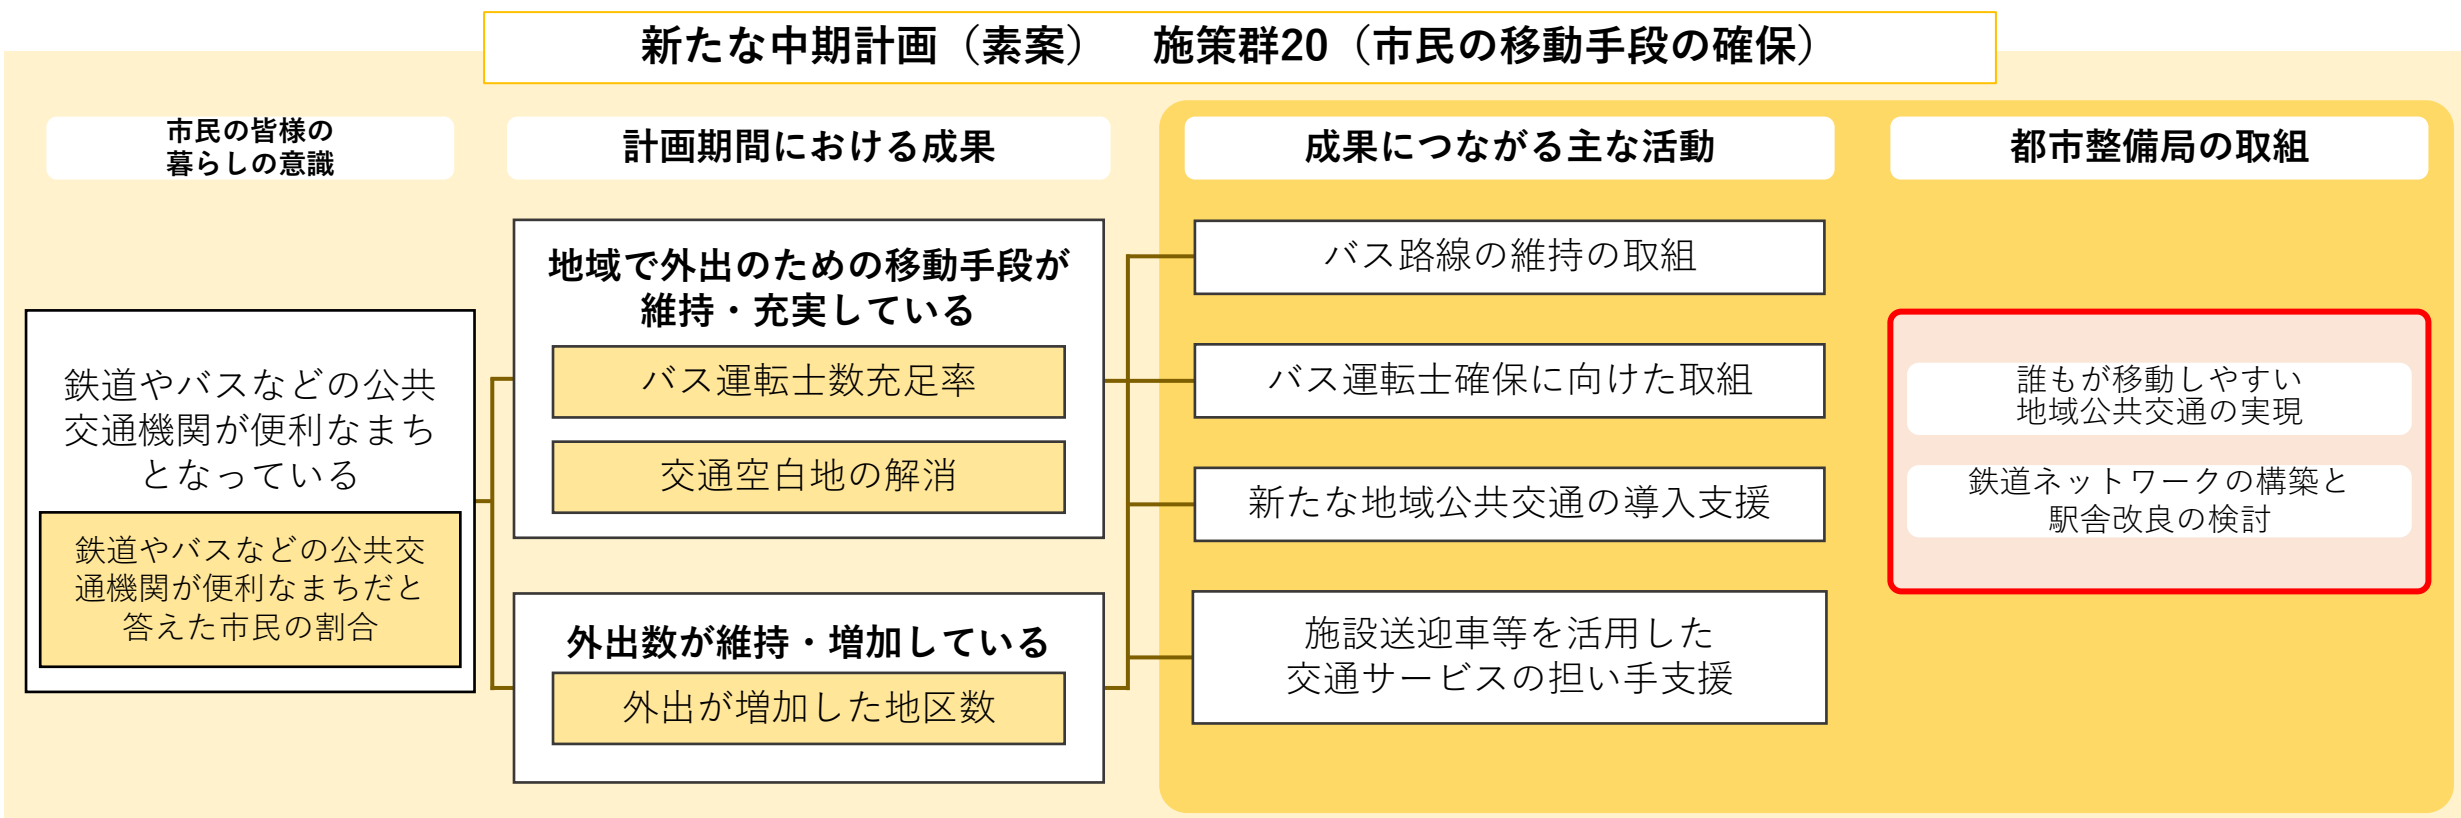 新たな中期計画（素案）　施策群20（市民の移動手段の確保）
市民の皆様の
暮らしの意識
計画期間における成果
成果につながる主な活動
都市整備局の取組
鉄道やバスなどの公共
交通機関が便利なまち
となっている
鉄道やバスなどの公共交
通機関が便利なまちだと
答えた市民の割合
地域で外出のための移動手段が
維持・充実している
バス運転士数充足率
交通空白地の解消
外出数が維持・増加している
外出が増加した地区数
バス路線の維持の取組
バス運転士確保に向けた取組
新たな地域公共交通の導入支援
施設送迎車等を活用した
交通サービスの担い手支援
誰もが移動しやすい
地域公共交通の実現
鉄道ネットワークの構築と
駅舎改良の検討